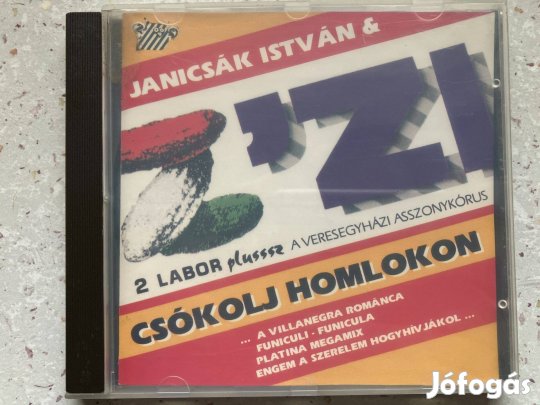 JANICSÁK ISTVÁN &
'ZI
2 LABOR plusssz A VERESEGYHÁZI ASSZONYKÓRUS
CSÓKOLJ HOMLOKON
... A VILLANEGRA ROMÁNCA
FUNICULI - FUNICULA
PLATINA MEGAMIX
ENGEM A SZERELEM HOGYHÍVJÁKOL ...
Jófogás